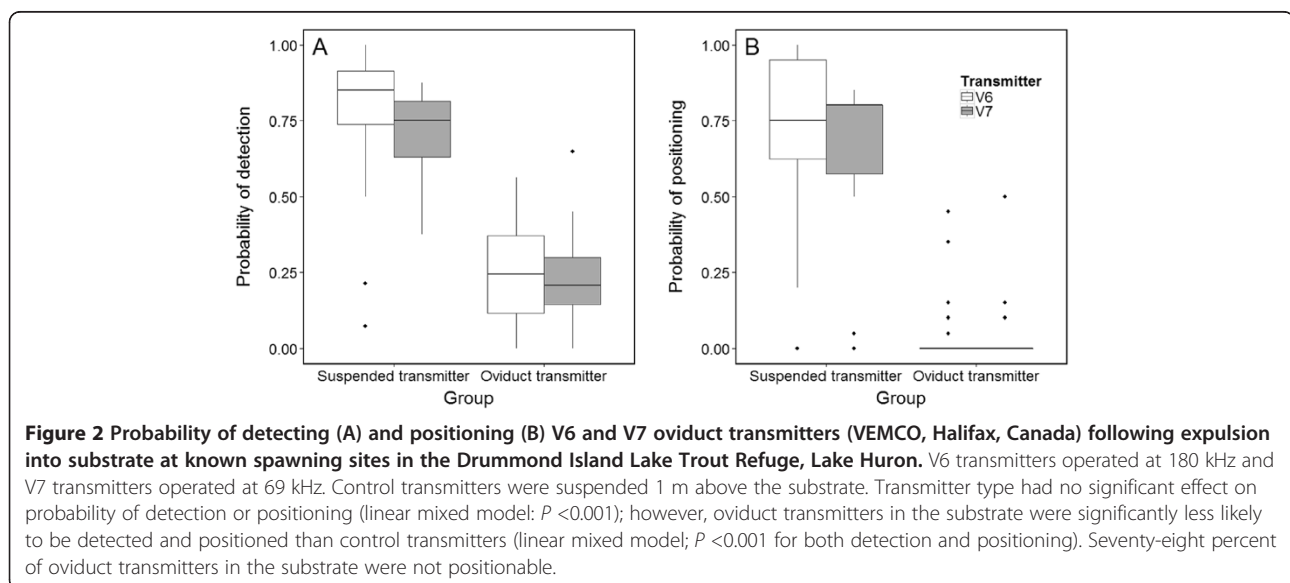 A
1.00
0.75
0.50
0.25
0.00
Probability of detection
Suspended transmitter Oviduct transmitter
Group
B
1.00
0.75
0.50
0.25
0.00
Probability of positioning
Transmitter
V6
V7
Suspended transmitter Oviduct transmitter
Group
Figure 2 Probability of detecting (A) and positioning (B) V6 and V7 oviduct transmitters (VEMCO, Halifax, Canada) following expulsion
into substrate at known spawning sites in the Drummond Island Lake Trout Refuge, Lake Huron. V6 transmitters operated at 180 kHz and
V7 transmitters operated at 69 kHz. Control transmitters were suspended 1 m above the substrate. Transmitter type had no significant effect on
probability of detection or positioning (linear mixed model: P <0.001); however, oviduct transmitters in the substrate were significantly less likely
to be detected and positioned than control transmitters (linear mixed model; P <0.001 for both detection and positioning). Seventy-eight percent
of oviduct transmitters in the substrate were not positionable.